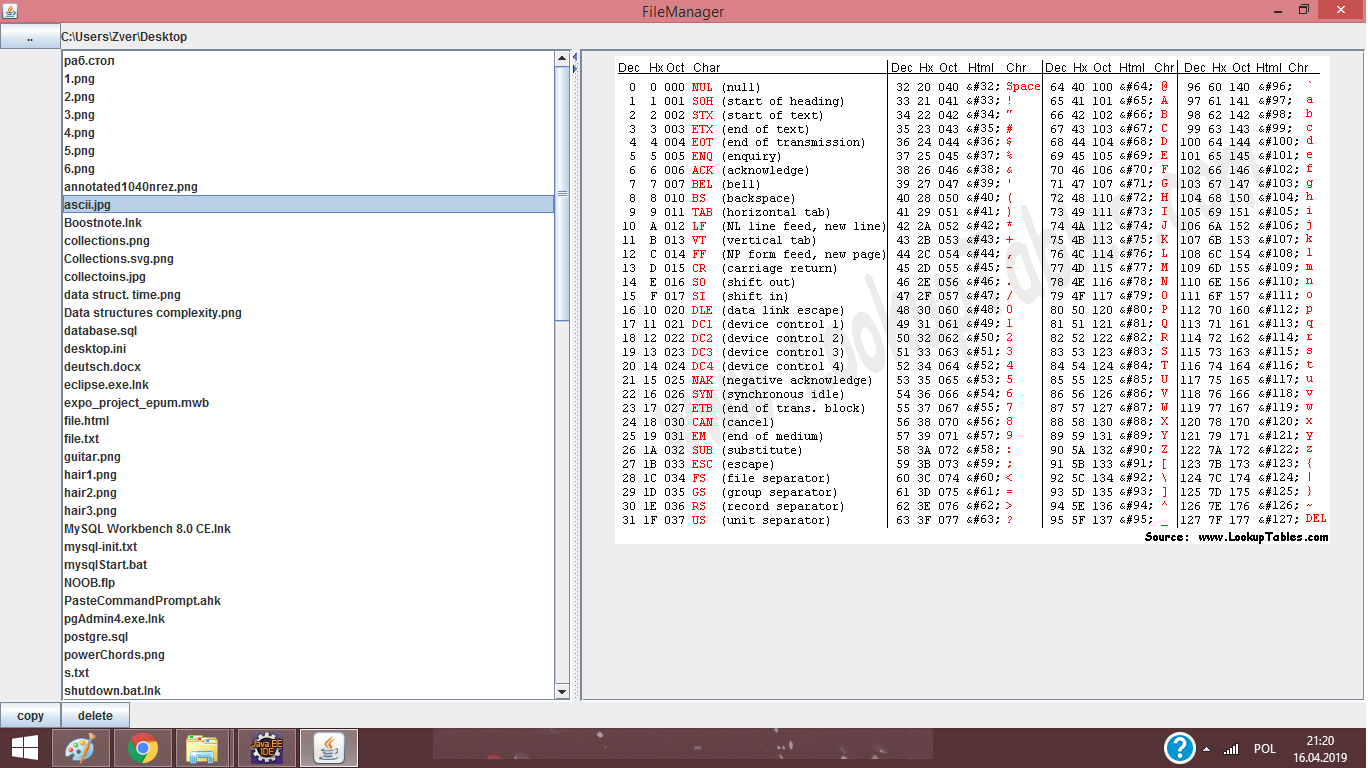 FileManager
..
C:\Users\Zver\Desktop
раб.стол
1.png
2.png
3.png
4.png
5.png
6.png
annotated1040nrez.png
ascii.jpg
Boostnote.lnk
collections.png
Collections.svg.png
collectoins.jpg
data struct. time.png
Data structures complexity.png
database.sql
desktop.ini
deutsch.docx
eclipse.exe.lnk
expo_project_epum.mwb
file.html
file.txt
guitar.png
hair1.png
hair2.png
hair3.png
MySQL Workbench 8.0 CE.lnk
mysql-init.txt
mysqlStart.bat
NOOB.flp
PasteCommandPrompt.ahk
pgAdmin4.exe.lnk
postgre.sql
powerChords.png
s.txt
shutdown.bat.lnk
Dec Hx Oct Char
0 0 000 NUL (null)
1 1 001 SOH (start of heading)
2 2 002 STX (start of text)
3 3 003 ETX (end of text)
4 4 004 EOT (end of transmission)
5 5 005 ENQ (enquiry)
6 6 006 ACK (acknowledge)
7 7 007 BEL (bell)
8 8 010 BS (backspace)
9 9 011 TAB (horizontal tab)
10 A 012 LF (NL line feed, new line)
11 B 013 VT (vertical tab)
12 C 014 FF (NP form feed, new page)
13 D 015 CR (carriage return)
14 E 016 SO (shift out)
15 F 017 SI (shift in)
16 10 020 DLE (data link escape)
17 11 021 DC1 (device control 1)
18 12 022 DC2 (device control 2)
19 13 023 DC3 (device control 3)
20 14 024 DC4 (device control 4)
21 15 025 NAK (negative acknowledge)
22 16 026 SYN (synchronous idle)
23 17 027 ETB (end of trans. block)
24 18 030 CAN (cancel)
25 19 031 EM (end of medium)
26 1A 032 SUB (substitute)
27 1B 033 ESC (escape)
28 1C 034 FS (file separator)
29 1D 035 GS (group separator)
30 1E 036 RS (record separator)
31 1F 037 US (unit separator)
Dec Hx Oct Html Chr
32 20 040 &#32; Space
33 21 041 &#33; !
34 22 042 &#34; "
35 23 043 &#35; #
36 24 044 &#36; $
37 25 045 &#37; %
38 26 046 &#38; &
39 27 047 &#39; '
40 28 050 &#40; (
41 29 051 &#41; )
42 2A 052 &#42; *
43 2B 053 &#43; +
44 2C 054 &#44; ,
45 2D 055 &#45; -
46 2E 056 &#46; .
47 2F 057 &#47; /
48 30 060 &#48; 0
49 31 061 &#49; 1
50 32 062 &#50; 2
51 33 063 &#51; 3
52 34 064 &#52; 4
53 35 065 &#53; 5
54 36 066 &#54; 6
55 37 067 &#55; 7
56 38 070 &#56; 8
57 39 071 &#57; 9
58 3A 072 &#58; :
59 3B 073 &#59; ;
60 3C 074 &#60; <
61 3D 075 &#61; =
62 3E 076 &#62; >
63 3F 077 &#63; ?
Dec Hx Oct Html Chr
64 40 100 &#64; @
65 41 101 &#65; A
66 42 102 &#66; B
67 43 103 &#67; C
68 44 104 &#68; D
69 45 105 &#69; E
70 46 106 &#70; F
71 47 107 &#71; G
72 48 110 &#72; H
73 49 111 &#73; I
74 4A 112 &#74; J
75 4B 113 &#75; K
76 4C 114 &#76; L
77 4D 115 &#77; M
78 4E 116 &#78; N
79 4F 117 &#79; O
80 50 120 &#80; P
81 51 121 &#81; Q
82 52 122 &#82; R
83 53 123 &#83; S
84 54 124 &#84; T
85 55 125 &#85; U
86 56 126 &#86; V
87 57 127 &#87; W
88 58 130 &#88; X
89 59 131 &#89; Y
90 5A 132 &#90; Z
91 5B 133 &#91; [
92 5C 134 &#92; \
93 5D 135 &#93; ]
94 5E 136 &#94; ^
95 5F 137 &#95; _
Dec Hx Oct Html Chr
96 60 140 &#96; `
97 61 141 &#97; a
98 62 142 &#98; b
99 63 143 &#99; c
100 64 144 &#100; d
101 65 145 &#101; e
102 66 146 &#102; f
103 67 147 &#103; g
104 68 150 &#104; h
105 69 151 &#105; i
106 6A 152 &#106; j
107 6B 153 &#107; k
108 6C 154 &#108; l
109 6D 155 &#109; m
110 6E 156 &#110; n
111 6F 157 &#111; o
112 70 160 &#112; p
113 71 161 &#113; q
114 72 162 &#114; r
115 73 163 &#115; s
116 74 164 &#116; t
117 75 165 &#117; u
118 76 166 &#118; v
119 77 167 &#119; w
120 78 170 &#120; x
121 79 171 &#121; y
122 7A 172 &#122; z
123 7B 173 &#123; {
124 7C 174 &#124; |
125 7D 175 &#125; }
126 7E 176 &#126; ~
127 7F 177 &#127; DEL
www.LookupTables.com
Source: www.LookupTables.com
copy
delete
Java EE
IDE
?
POL
21:20
16.04.2019